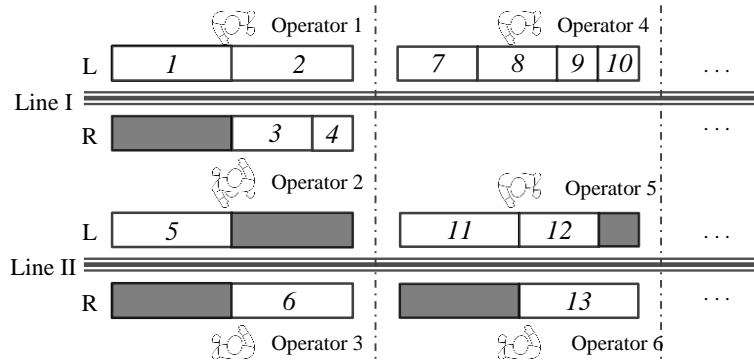 Operator 1 Operator 4
L 1 2 7 8 9 10 ...
Line I
R 3 4 ...
Operator 2 Operator 5
L 5 11 12 ...
Line II
R 6 13 ...
Operator 3 Operator 6